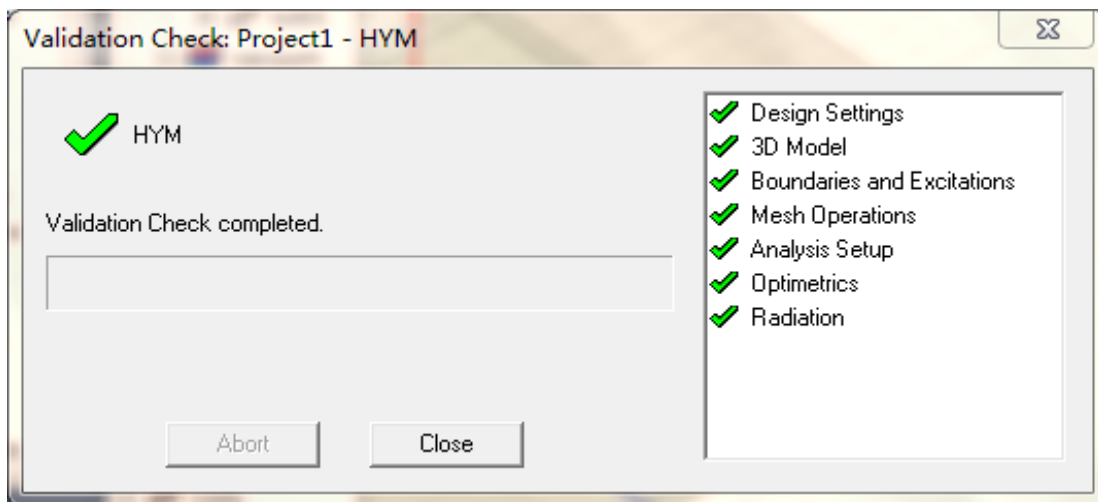 Validation Check: Project1 - HYM
HYM
Validation Check completed.
Abort
Close
Design Settings
3D Model
Boundaries and Excitations
Mesh Operations
Analysis Setup
Optimetrics
Radiation